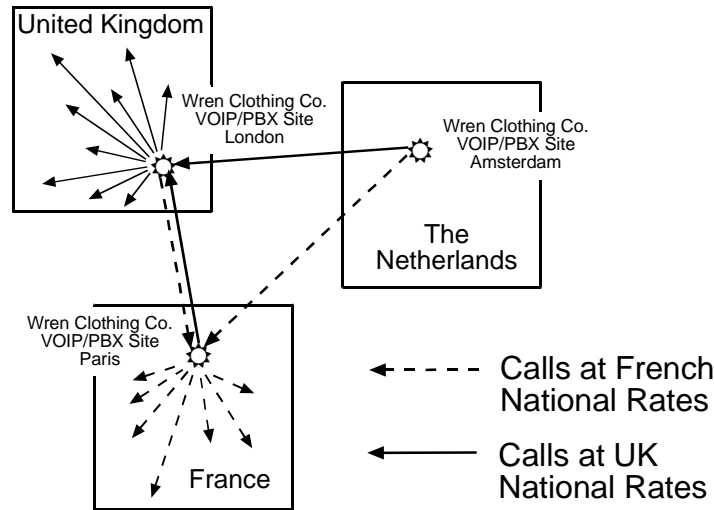 United Kingdom
Wren Clothing Co.
VOIP/PBX Site
London
Wren Clothing Co.
VOIP/PBX Site
Amsterdam
The
Netherlands
Wren Clothing Co.
VOIP/PBX Site
Paris
France
Calls at French
National Rates
Calls at UK
National Rates